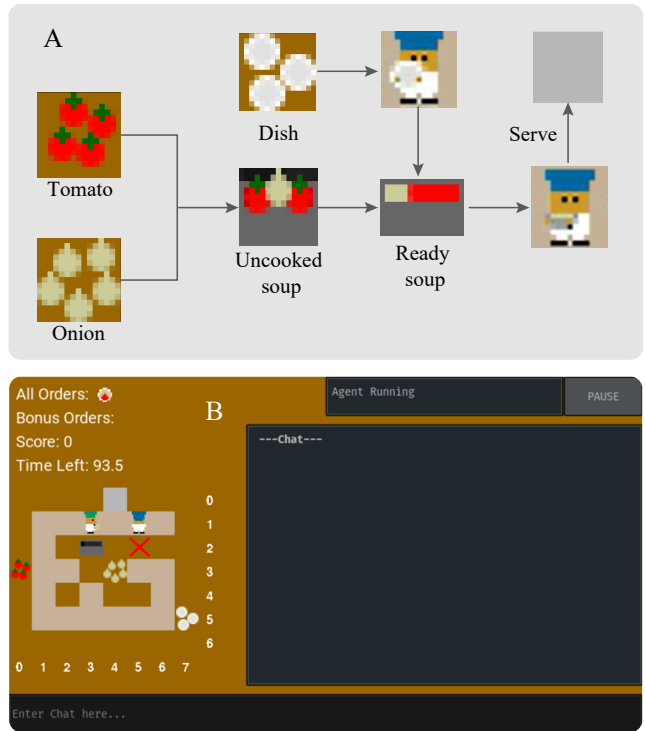 A
Tomato
Onion
Dish
Uncooked
soup
Ready
soup
Serve
B
All Orders:
Bonus Orders:
Score: 0
Time Left: 93.5
Agent Running
PAUSE
---Chat---
0
1
2
3
4
5
6
0 1 2 3 4 5 6 7
Enter Chat here...